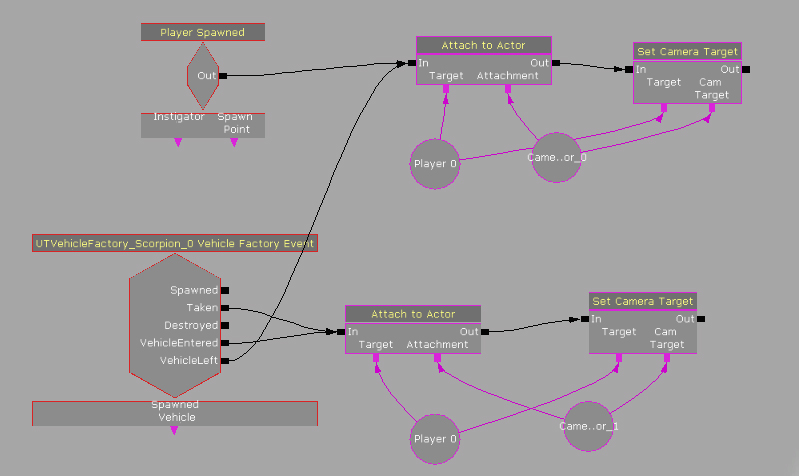 Player Spawned
Out
Instigator Spawn
Point
Attach to Actor
In Out
Target Attachment
Set Camera Target
In Out
Target Cam
Target
Player 0
Came..or_0
UTVehicleFactory_Scorpion_0 Vehicle Factory Event
Spawned
Taken
Destroyed
VehicleEntered
VehicleLeft
Spawned
Vehicle
Attach to Actor
In Out
Target Attachment
Set Camera Target
In Out
Target Cam
Target
Player 0
Came..or_1